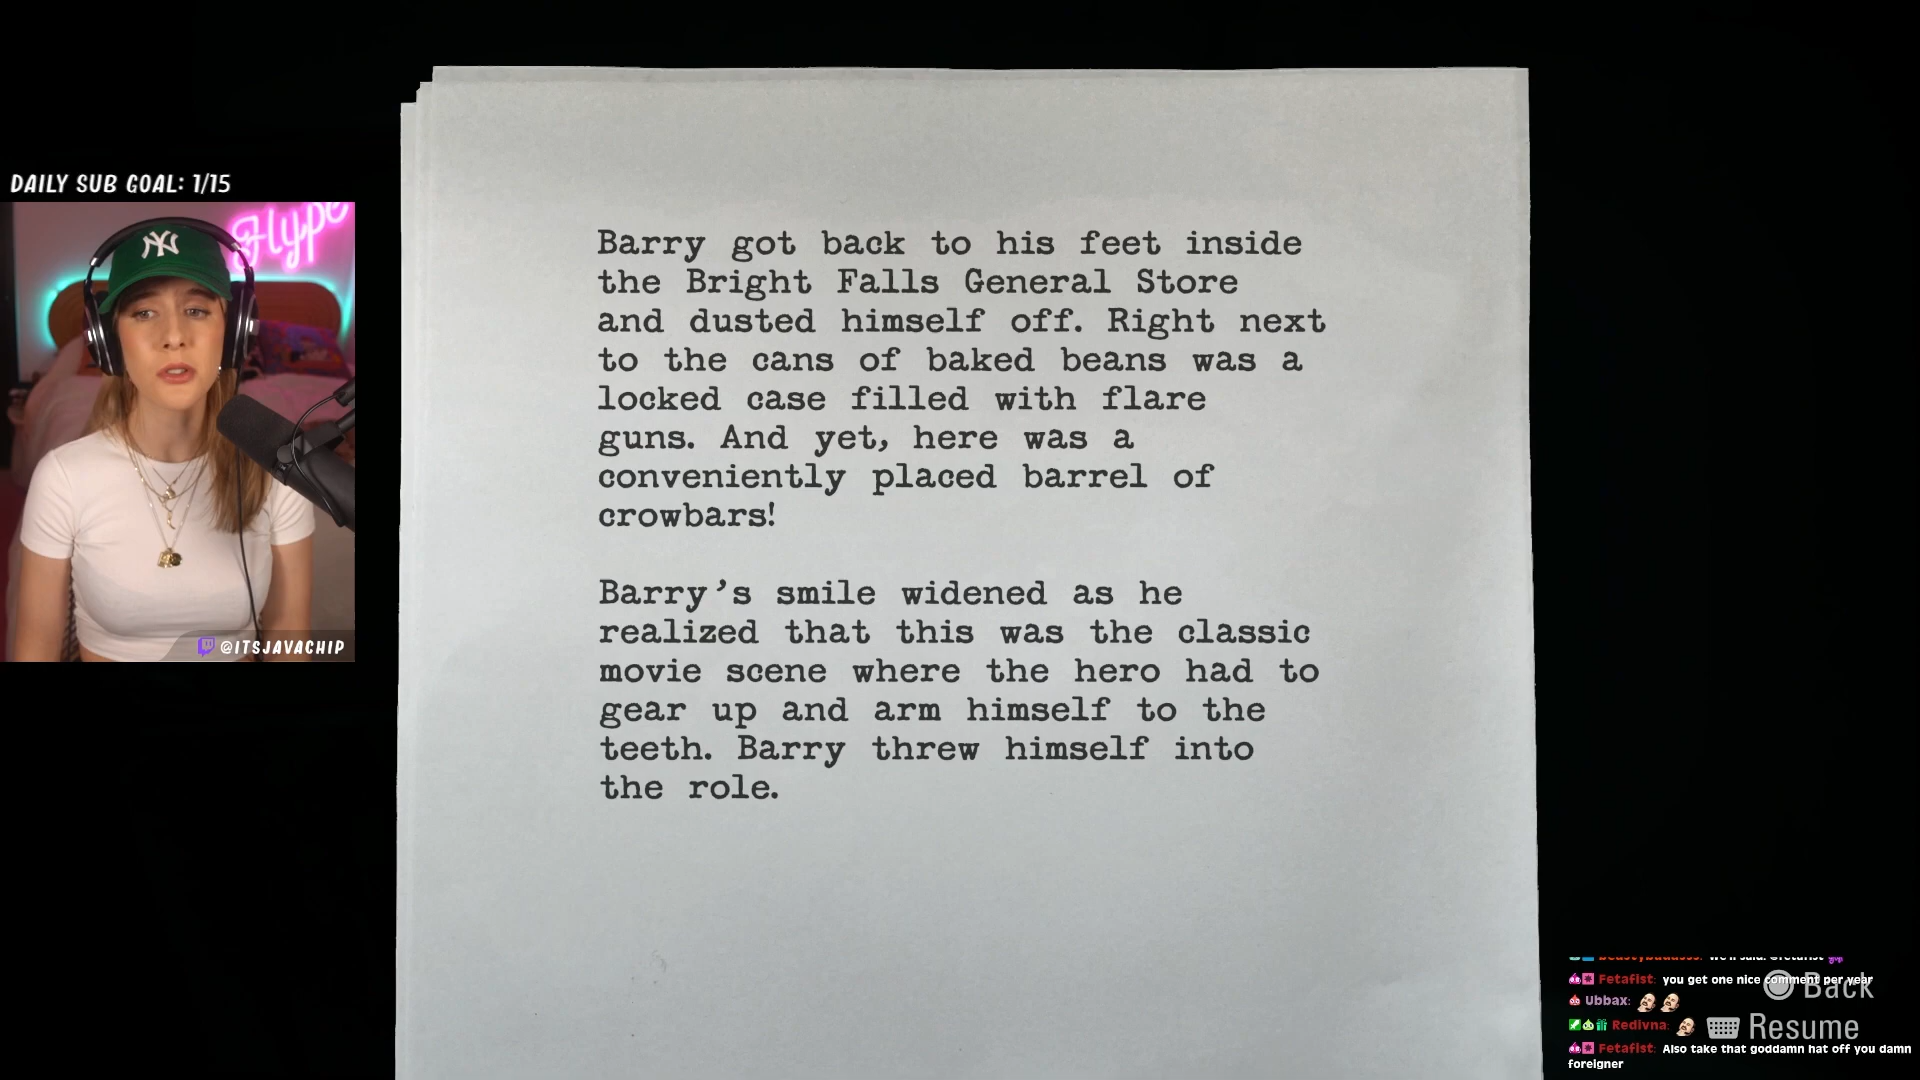 DAILY SUB GOAL: 1/15
Hype
NY
@ITSJAVACHIP
Barry got back to his feet inside
the Bright Falls General Store
and dusted himself off. Right next
to the cans of baked beans was a
locked case filled with flare
guns. And yet, here was a
conveniently placed barrel of
crowbars!
Barry's smile widened as he
realized that this was the classic
movie scene where the hero had to
gear up and arm himself to the
teeth. Barry threw himself into
the role.
Fetafist: you get one nice comment per year
Back
Ubbax:
Redivna:
Resume
Fetafist: Also take that goddamn hat off you damn
foreigner